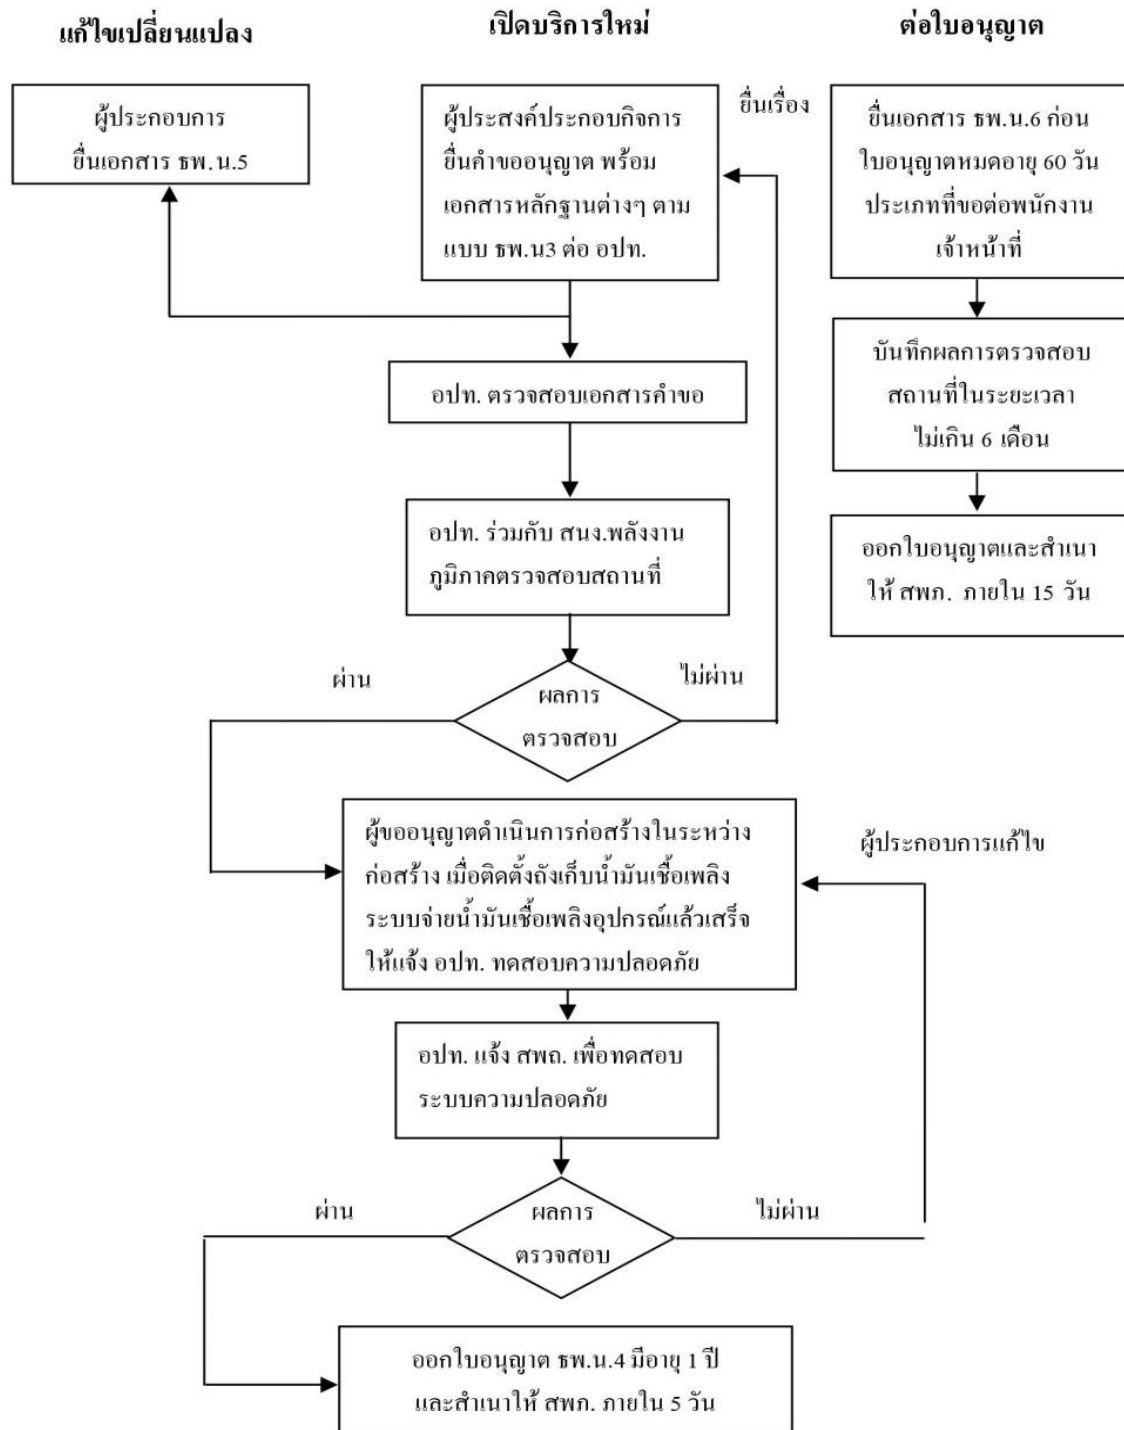 แก้ไขเปลี่ยนแปลง
เปิดบริการใหม่
ต่อใบอนุญาต
ผู้ประกอบการ
ยื่นเอกสาร ธพ.น.5
ผู้ประสงค์ประกอบกิจการ
ยื่นคำขออนุญาต พร้อม
เอกสารหลักฐานต่างๆ ตาม
แบบ ธพ.น3 ต่อ อปท.
ยื่นเรื่อง
ยื่นเอกสาร ธพ.น.6 ก่อน
ใบอนุญาตหมดอายุ 60 วัน
ประเภทที่ขอต่อพนักงาน
เจ้าหน้าที่
อปท. ตรวจสอบเอกสารคำขอ
บันทึกผลการตรวจสอบ
สถานที่ในระยะเวลา
ไม่เกิน 6 เดือน
อปท. ร่วมกับ สนง.พลังงาน
ภูมิภาคตรวจสอบสถานที่
ออกใบอนุญาตและสำเนา
ให้ สพภ. ภายใน 15 วัน
ผ่าน
ผลการ
ตรวจสอบ
ไม่ผ่าน
ผู้ขออนุญาตดำเนินการก่อสร้างในระหว่าง
ก่อสร้าง เมื่อติดตั้งถังเก็บน้ำมันเชื้อเพลิง
ระบบจ่ายน้ำมันเชื้อเพลิงอุปกรณ์แล้วเสร็จ
ให้แจ้ง อปท. ทดสอบความปลอดภัย
ผู้ประกอบการแก้ไข
อปท. แจ้ง สพถ. เพื่อทดสอบ
ระบบความปลอดภัย
ผ่าน
ผลการ
ตรวจสอบ
ไม่ผ่าน
ออกใบอนุญาต ธพ.น.4 มีอายุ 1 ปี
และสำเนาให้ สพภ. ภายใน 5 วัน